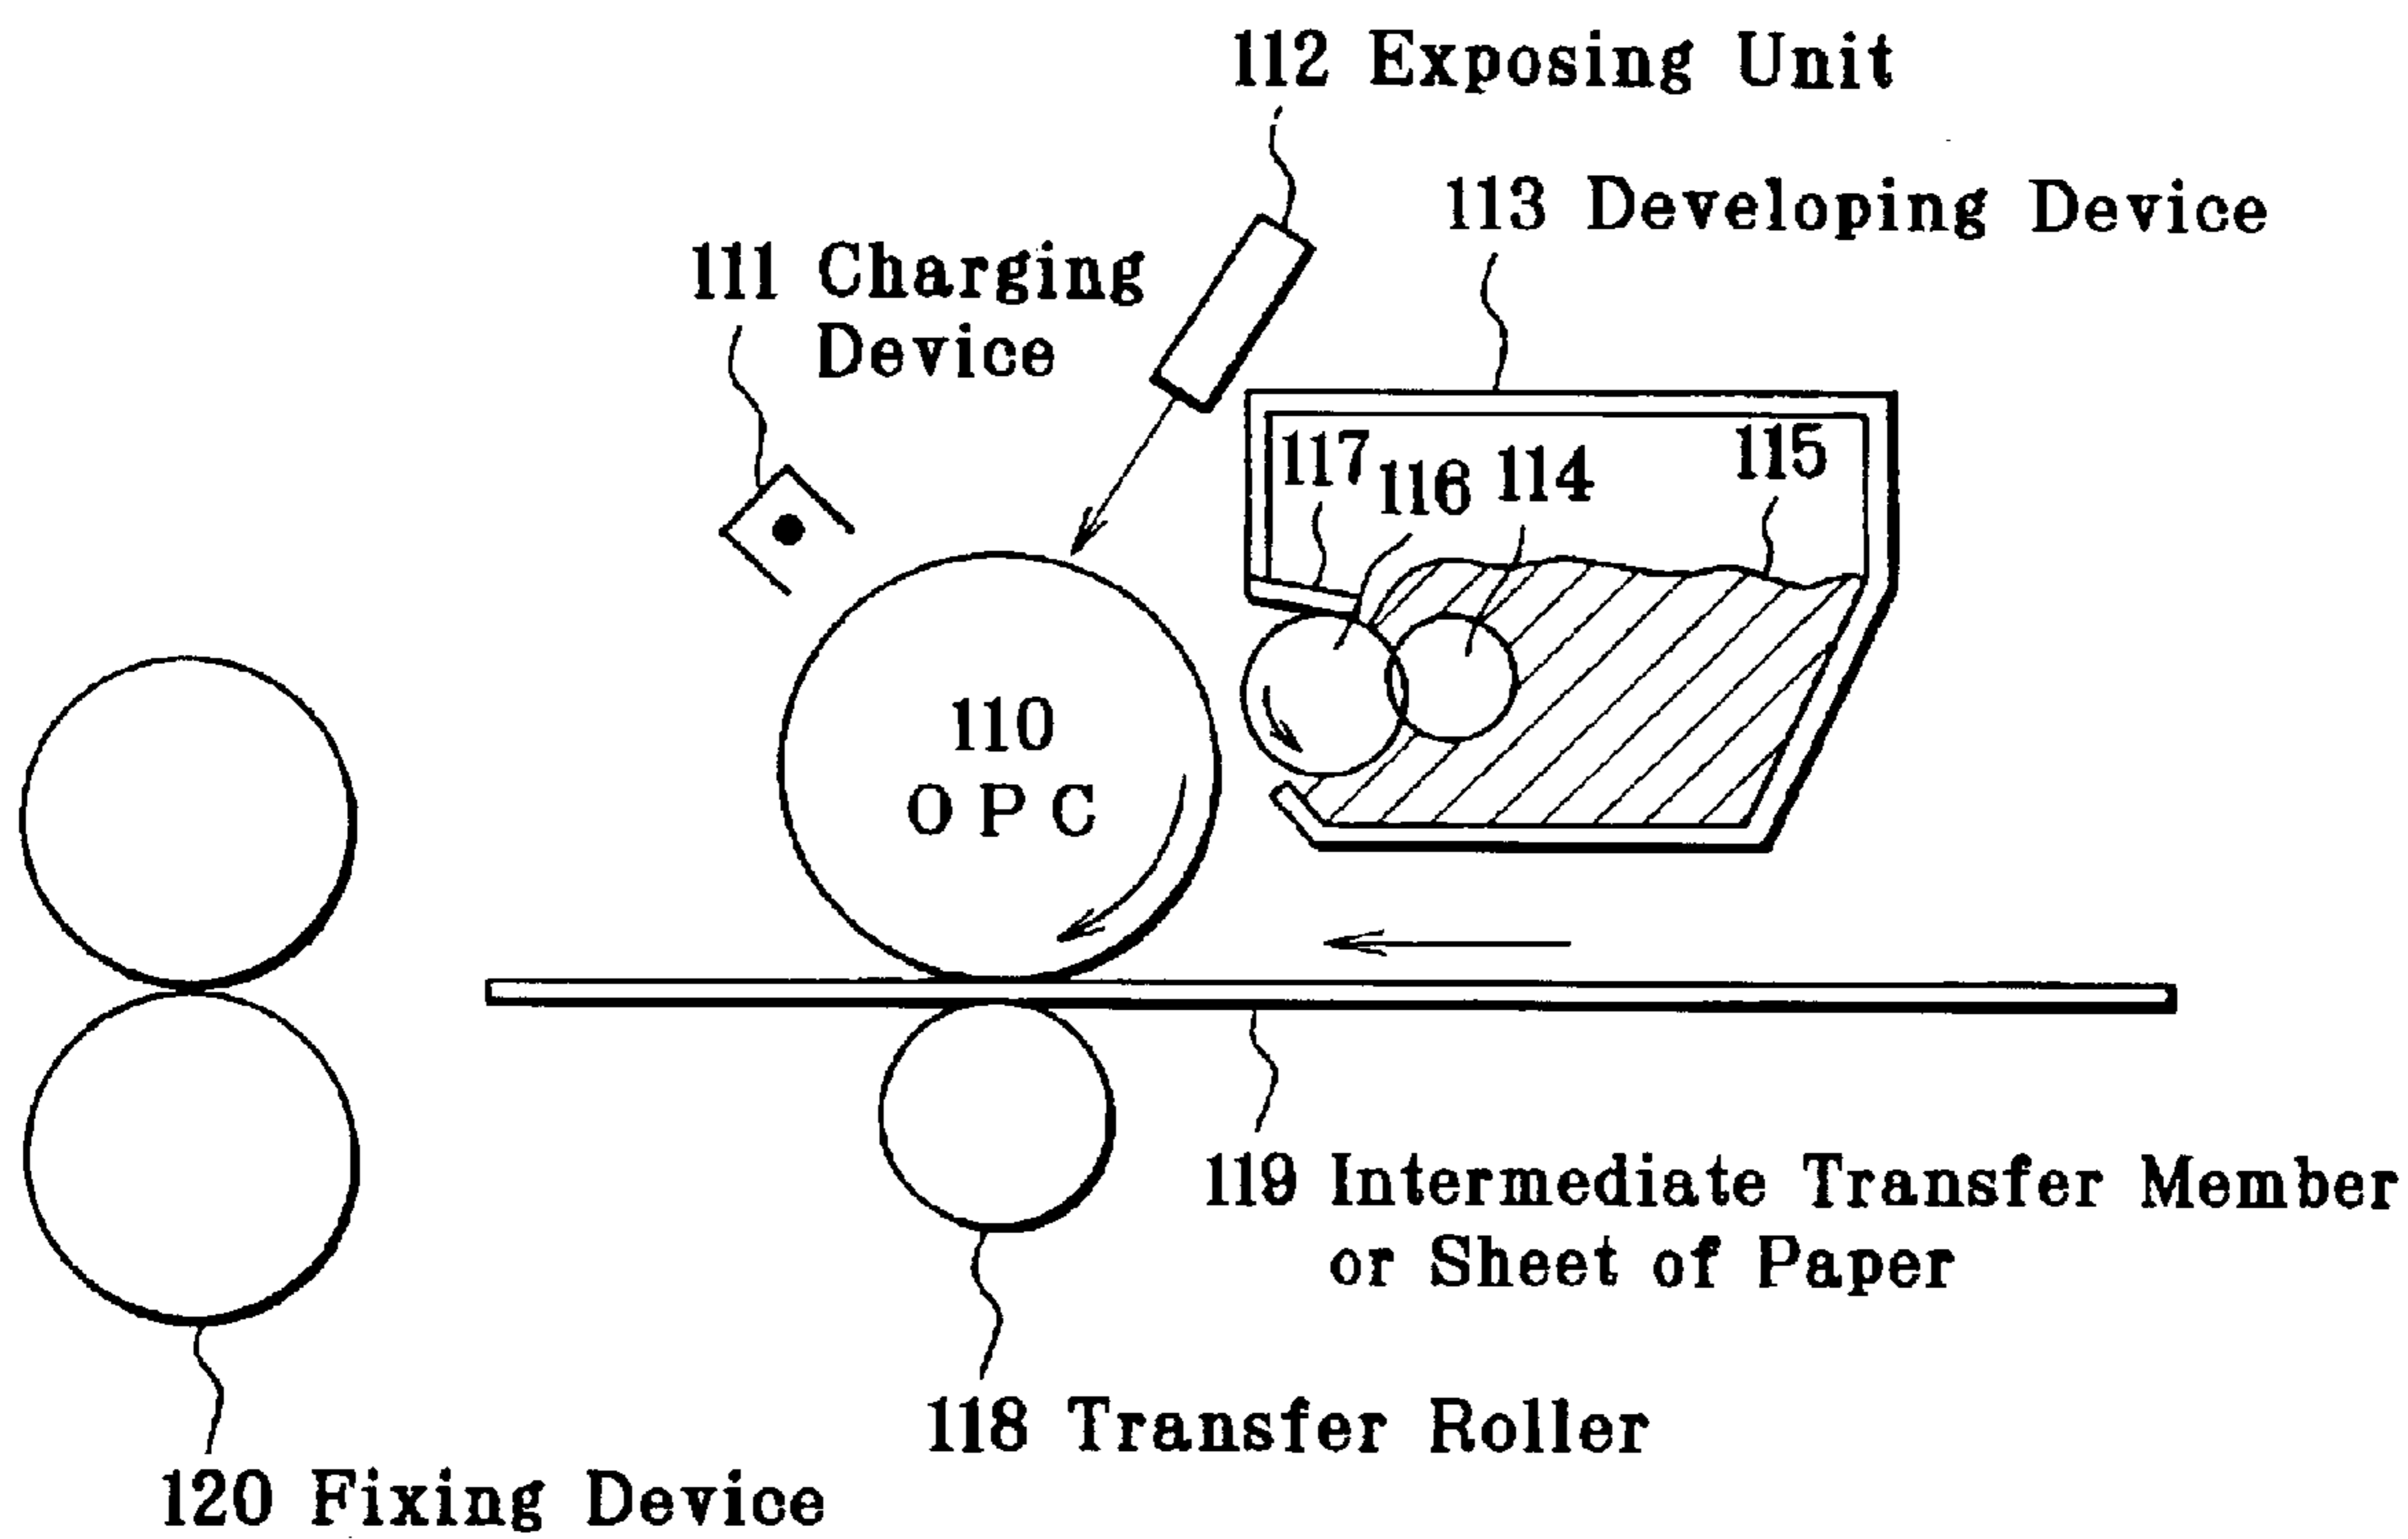 112 Exposing Unit
113 Developing Device
111 Charging
Device
117
116
114
115
110
OPC
119 Intermediate Transfer Member
or Sheet of Paper
118 Transfer Roller
120 Fixing Device